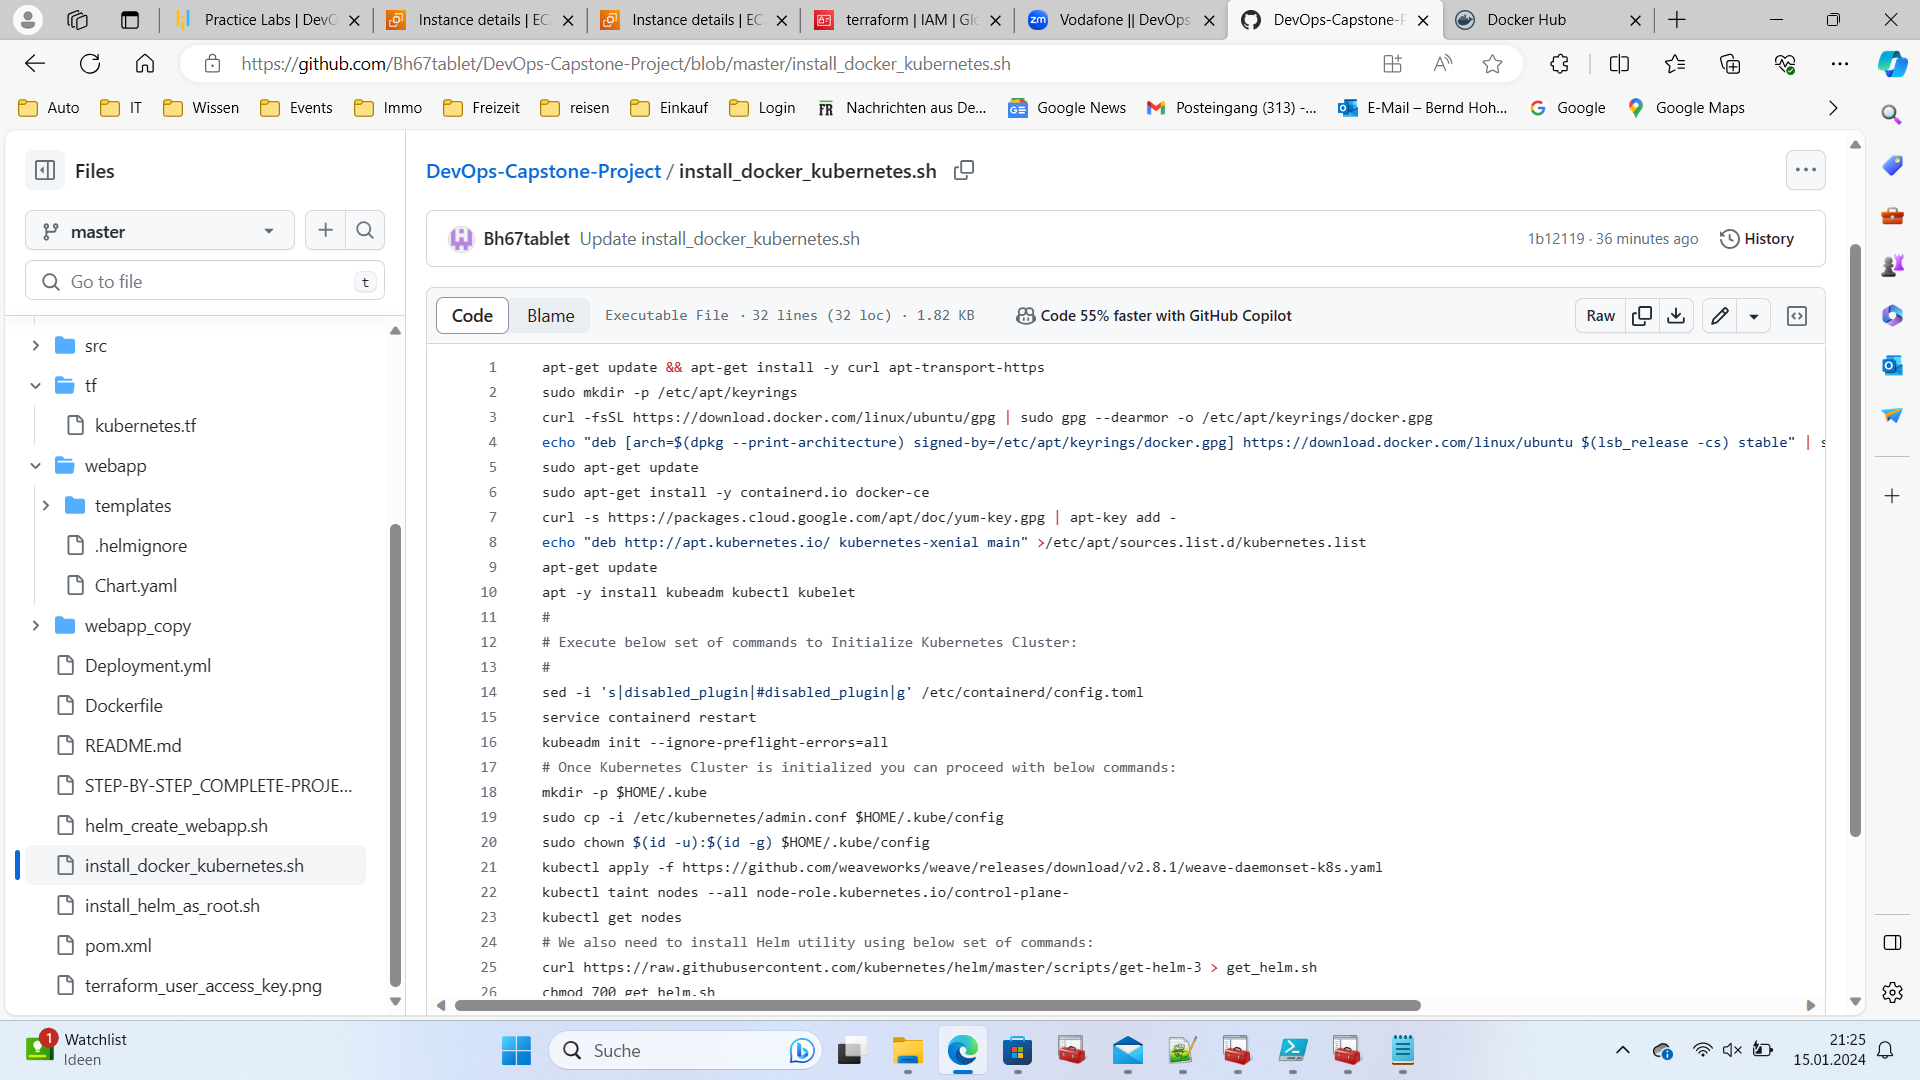 Practice Labs | DevO
Instance details | EC
Instance details | EC
terraform | IAM | Glo
Vodafone || DevOps
DevOps-Capstone-P
Docker Hub
https://github.com/Bh67tablet/DevOps-Capstone-Project/blob/master/install_docker_kubernetes.sh
Auto
IT
Wissen
Events
Immo
Freizeit
reisen
Einkauf
Login
Nachrichten aus De...
Google News
Posteingang (313) -...
E-Mail – Bernd Hoh...
Google
Google Maps
Files
master
Go to file
t
src
tf
kubernetes.tf
webapp
templates
.helmignore
Chart.yaml
webapp_copy
Deployment.yml
Dockerfile
README.md
STEP-BY-STEP_COMPLETE-PROJE...
helm_create_webapp.sh
install_docker_kubernetes.sh
install_helm_as_root.sh
pom.xml
terraform_user_access_key.png
DevOps-Capstone-Project / install_docker_kubernetes.sh
Bh67tablet Update install_docker_kubernetes.sh
1b12119 · 36 minutes ago
History
Code
Blame
Executable File · 32 lines (32 loc) · 1.82 KB
Code 55% faster with GitHub Copilot
Raw
1 apt-get update && apt-get install -y curl apt-transport-https
2 sudo mkdir -p /etc/apt/keyrings
3 curl -fsSL https://download.docker.com/linux/ubuntu/gpg | sudo gpg --dearmor -o /etc/apt/keyrings/docker.gpg
4 echo "deb [arch=$(dpkg --print-architecture) signed-by=/etc/apt/keyrings/docker.gpg] https://download.docker.com/linux/ubuntu $(lsb_release -cs) stable" | s
5 sudo apt-get update
6 sudo apt-get install -y containerd.io docker-ce
7 curl -s https://packages.cloud.google.com/apt/doc/yum-key.gpg | apt-key add -
8 echo "deb http://apt.kubernetes.io/ kubernetes-xenial main" >/etc/apt/sources.list.d/kubernetes.list
9 apt-get update
10 apt -y install kubeadm kubectl kubelet
11 #
12 # Execute below set of commands to Initialize Kubernetes Cluster:
13 #
14 sed -i 's|disabled_plugin|#disabled_plugin|g' /etc/containerd/config.toml
15 service containerd restart
16 kubeadm init --ignore-preflight-errors=all
17 # Once Kubernetes Cluster is initialized you can proceed with below commands:
18 mkdir -p $HOME/.kube
19 sudo cp -i /etc/kubernetes/admin.conf $HOME/.kube/config
20 sudo chown $(id -u):$(id -g) $HOME/.kube/config
21 kubectl apply -f https://github.com/weaveworks/weave/releases/download/v2.8.1/weave-daemonset-k8s.yaml
22 kubectl taint nodes --all node-role.kubernetes.io/control-plane-
23 kubectl get nodes
24 # We also need to install Helm utility using below set of commands:
25 curl https://raw.githubusercontent.com/kubernetes/helm/master/scripts/get-helm-3 > get_helm.sh
26 chmod 700 get_helm.sh
1
Watchlist
Ideen
Suche
21:25
15.01.2024